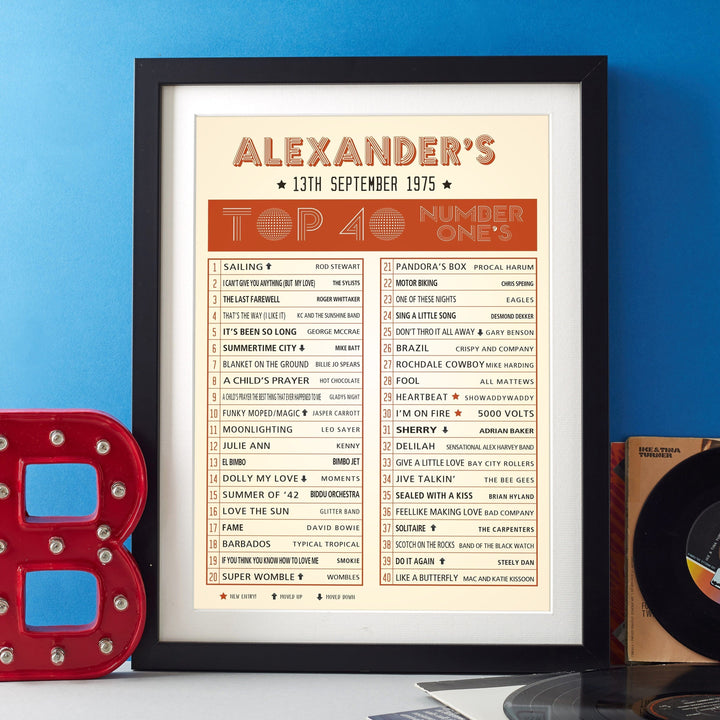 ALEXANDER'S
★ 13TH SEPTEMBER 1975 ★
TOP 40 NUMBER ONE'S
1 SAILING ⬆ ROD STEWART
2 I CAN'T GIVE YOU ANYTHING (BUT MY LOVE) THE SYLISTS
3 THE LAST FAREWELL ROGER WHITTAKER
4 THAT'S THE WAY (I LIKE IT) KC AND THE SUNSHINE BAND
5 IT'S BEEN SO LONG GEORGE MCCRAE
6 SUMMERTIME CITY ⬇ MIKE BATT
7 BLANKET ON THE GROUND BILLIE JO SPEARS
8 A CHILD'S PRAYER HOT CHOCOLATE
9 A CHILD'S PRAYER THE BEST THING THAT EVER HAPPENED TO ME GLADYS NIGHT
10 FUNKY MOPED/MAGIC ⬆ JASPER CARROTT
11 MOONLIGHTING LEO SAYER
12 JULIE ANN KENNY
13 EL BIMBO BIMBO JET
14 DOLLY MY LOVE ⬇ MOMENTS
15 SUMMER OF '42 BIDDU ORCHESTRA
16 LOVE THE SUN GLITTER BAND
17 FAME DAVID BOWIE
18 BARBADOS TYPICAL TROPICAL
19 IF YOU THINK YOU KNOW HOW TO LOVE ME SMOKIE
20 SUPER WOMBLE ⬆ WOMBLES
21 PANDORA'S BOX PROCAL HARUM
22 MOTOR BIKING CHRIS SPEING
23 ONE OF THESE NIGHTS EAGLES
24 SING A LITTLE SONG DESMOND DEKKER
25 DON'T THRO IT ALL AWAY ⬇ GARY BENSON
26 BRAZIL CRISPY AND COMPANY
27 ROCHDALE COWBOY MIKE HARDING
28 FOOL ALL MATTEWS
29 HEARTBEAT ★ SHOWADDYWADDY
30 I'M ON FIRE ★ 5000 VOLTS
31 SHERRY ⬇ ADRIAN BAKER
32 DELILAH SENSATIONAL ALEX HARVEY BAND
33 GIVE A LITTLE LOVE BAY CITY ROLLERS
34 JIVE TALKIN' THE BEE GEES
35 SEALED WITH A KISS BRIAN HYLAND
36 FEELLIKE MAKING LOVE BAD COMPANY
37 SOLITAIRE ⬆ THE CARPENTERS
38 SCOTCH ON THE ROCKS BAND OF THE BLACK WATCH
39 DO IT AGAIN ⬆ STEELY DAN
40 LIKE A BUTTERFLY MAC AND KATIE KISSOON
★ NEW ENTRY! ⬆ MOVED UP ⬇ MOVED DOWN
B
IKE & TINA
TURNER